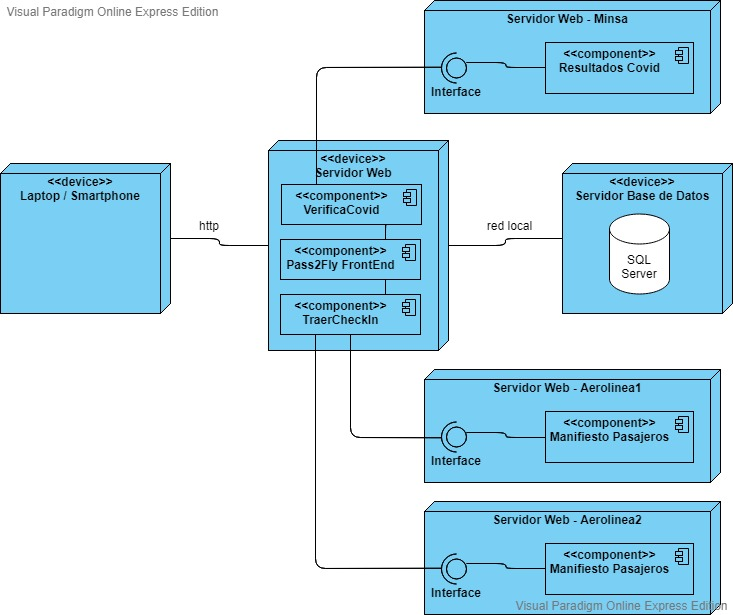 Visual Paradigm Online Express Edition
Servidor Web - Minsa
<<component>>
Resultados Covid
Interface
<<device>>
Laptop / Smartphone
http
<<device>>
Servidor Web
<<component>>
VerificaCovid
<<component>>
Pass2Fly FrontEnd
<<component>>
TraerCheckIn
red local
<<device>>
Servidor Base de Datos
SQL
Server
Servidor Web - Aerolinea1
<<component>>
Manifiesto Pasajeros
Interface
Servidor Web - Aerolinea2
<<component>>
Manifiesto Pasajeros
Interface
Visual Paradigm Online Express Edition